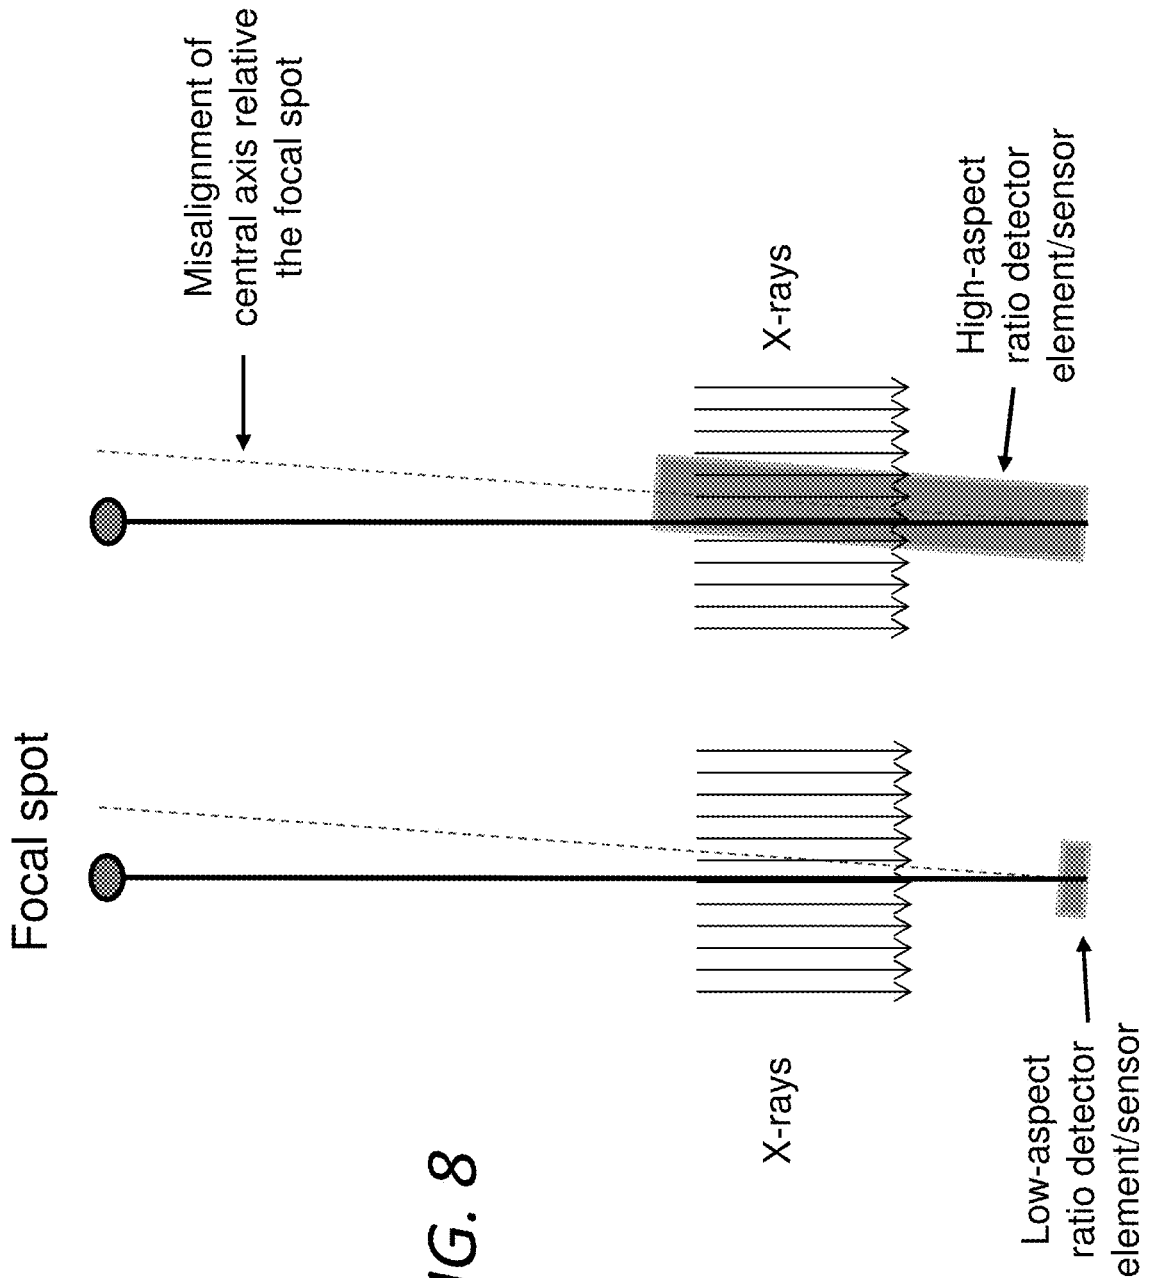 Focal spot
Misalignment of
central axis relative
the focal spot
X-rays
X-rays
Low-aspect
ratio detector
element/sensor
High-aspect
ratio detector
element/sensor
IG. 8